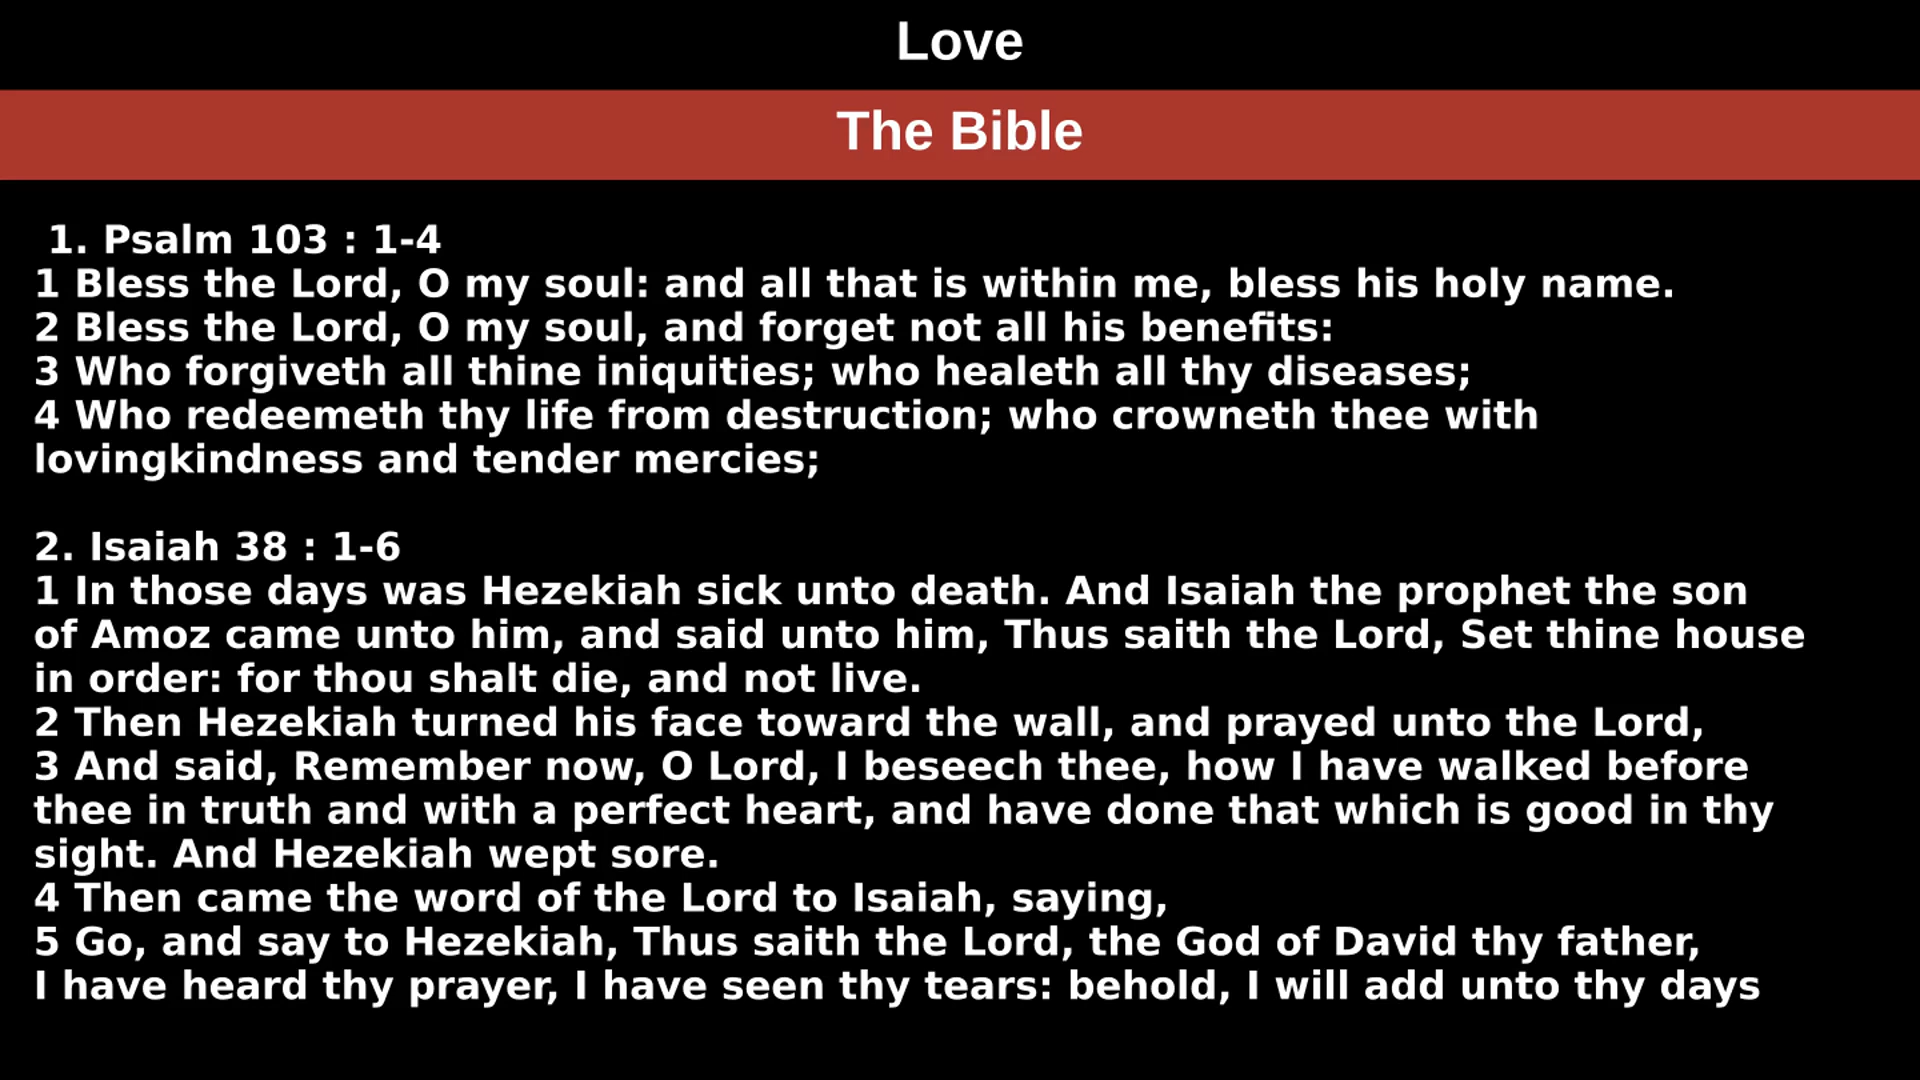 Love
The Bible
1. Psalm 103 : 1-4
1 Bless the Lord, O my soul: and all that is within me, bless his holy name.
2 Bless the Lord, O my soul, and forget not all his benefits:
3 Who forgiveth all thine iniquities; who healeth all thy diseases;
4 Who redeemeth thy life from destruction; who crowneth thee with
lovingkindness and tender mercies;
2. Isaiah 38 : 1-6
1 In those days was Hezekiah sick unto death. And Isaiah the prophet the son
of Amoz came unto him, and said unto him, Thus saith the Lord, Set thine house
in order: for thou shalt die, and not live.
2 Then Hezekiah turned his face toward the wall, and prayed unto the Lord,
3 And said, Remember now, O Lord, I beseech thee, how I have walked before
thee in truth and with a perfect heart, and have done that which is good in thy
sight. And Hezekiah wept sore.
4 Then came the word of the Lord to Isaiah, saying,
5 Go, and say to Hezekiah, Thus saith the Lord, the God of David thy father,
I have heard thy prayer, I have seen thy tears: behold, I will add unto thy days